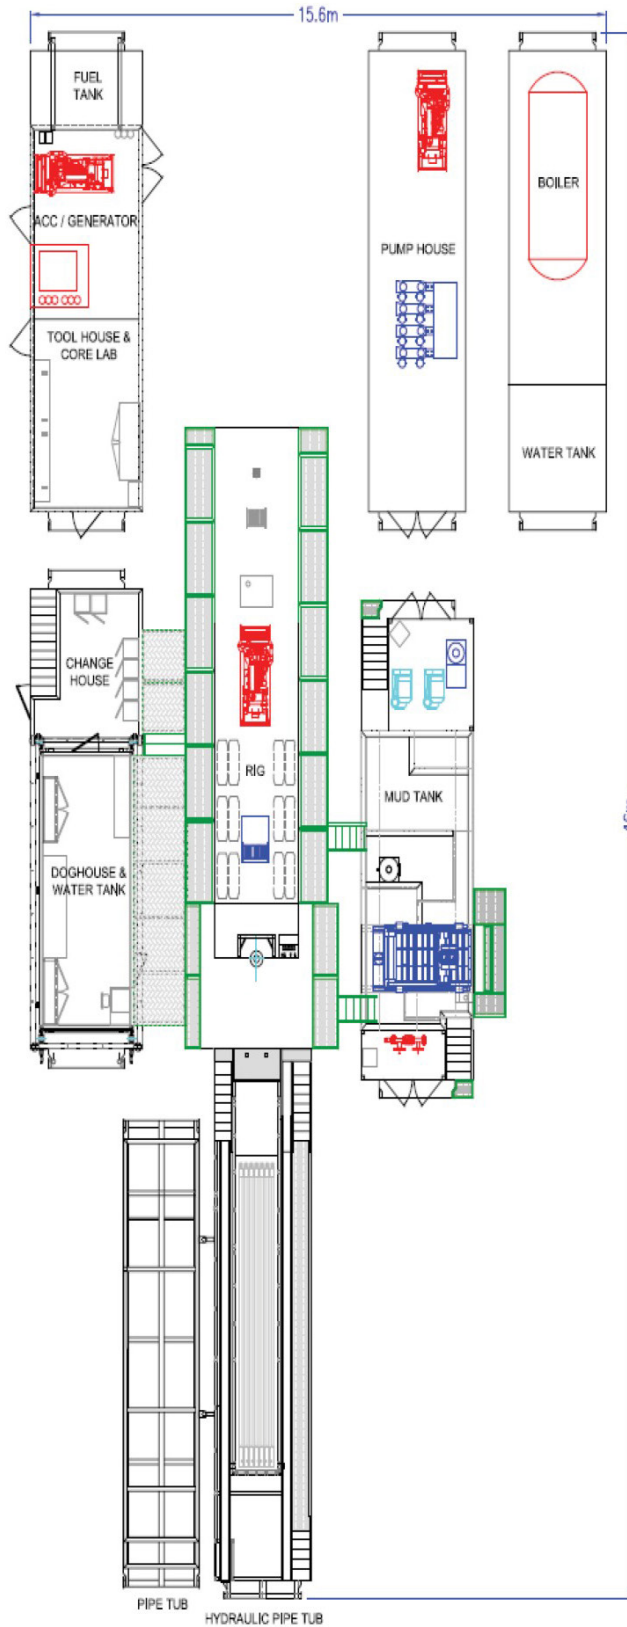 15.6m
FUEL
TANK
ACC / GENERATOR
TOOL HOUSE &
CORE LAB
PUMP HOUSE
BOILER
WATER TANK
CHANGE
HOUSE
RIG
MUD TANK
DOGHOUSE &
WATER TANK
PIPE TUB
HYDRAULIC PIPE TUB